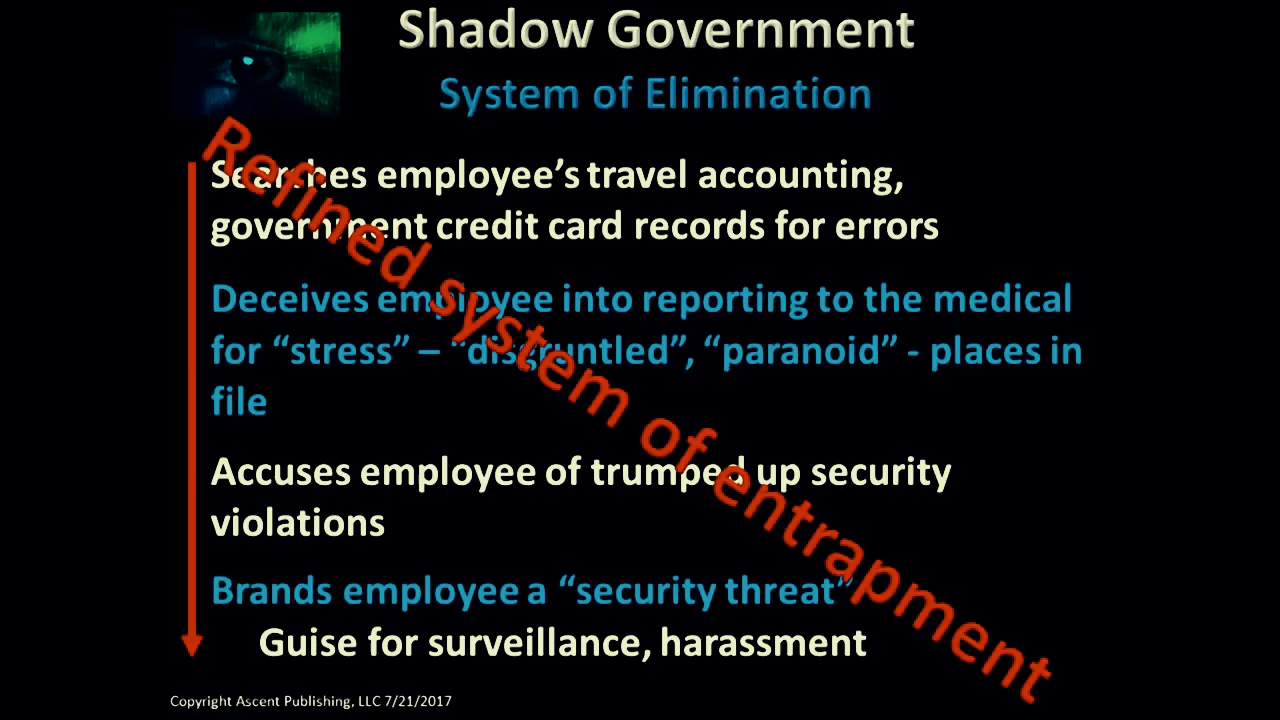 Shadow Government
System of Elimination
Searches employee’s travel accounting,
government credit card records for errors
Deceives employee into reporting to the medical
for “stress” – “disgruntled”, “paranoid” - places in
file
Accuses employee of trumped up security
violations
Brands employee a “security threat”
Guise for surveillance, harassment
Refined system of entrapment
Copyright Ascent Publishing, LLC 7/21/2017